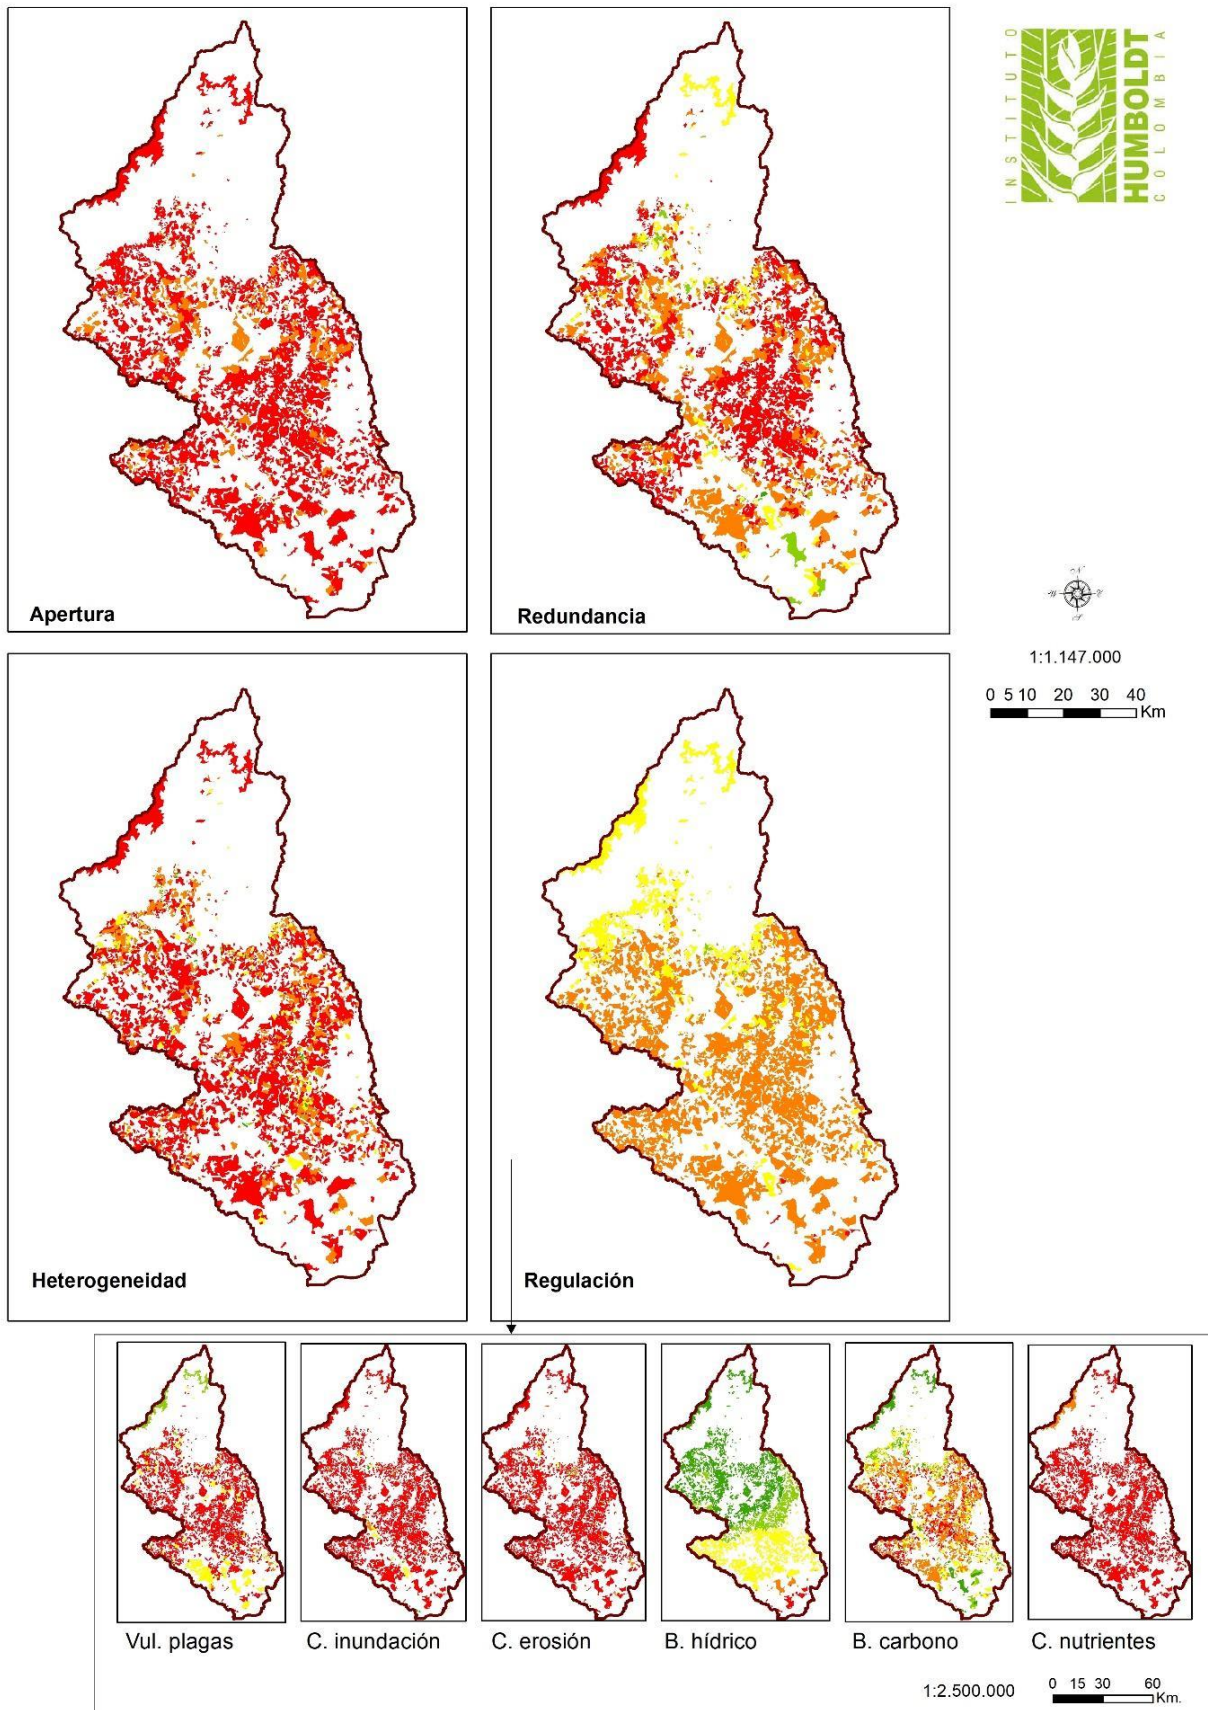 INSTITUTO
HUMBOLDT
COLOMBIA
Apertura
Redundancia
N
W
E
S
1:1.147.000
0 5 10 20 30 40
Km
Heterogeneidad
Regulación
Vul. plagas
C. inundación
C. erosión
B. hídrico
B. carbono
C. nutrientes
1:2.500.000
0 15 30 60
Km.